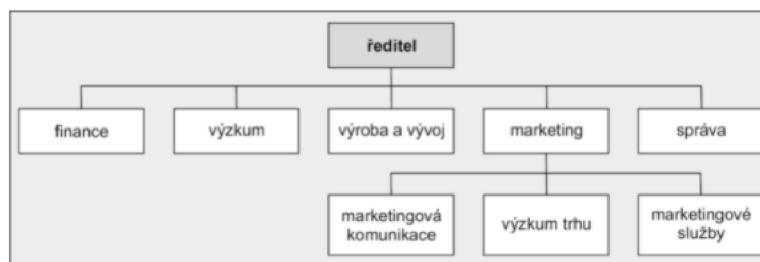 ředitel
finance
výzkum
výroba a vývoj
marketing
správa
marketingová
komunikace
výzkum trhu
marketingové
služby